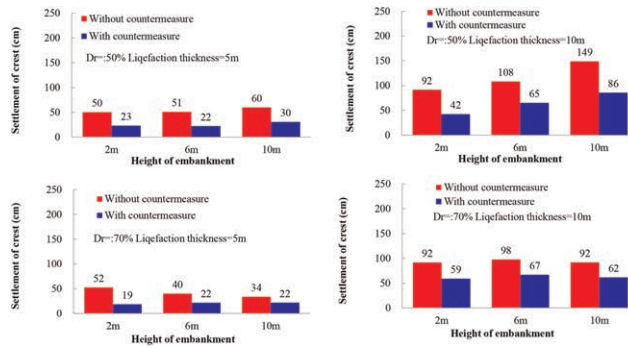 Settlement of crest (cm)
250
200
150
100
50
0
Without countermeasure
With countermeasure
Dr=:50% Liqefaction thickness=5m
50 23 51 22 60 30
2m 6m 10m
Height of embankment
Settlement of crest (cm)
250
200
150
100
50
0
Without countermeasure
With countermeasure
Dr=:50% Liqefaction thickness=10m
92 42 108 65 149 86
2m 6m 10m
Height of embankment
Settlement of crest (cm)
250
200
150
100
50
0
Without countermeasure
With countermeasure
Dr=:70% Liqefaction thickness=5m
52 19 40 22 34 22
2m 6m 10m
Height of embankment
Settlement of crest (cm)
250
200
150
100
50
0
Without countermeasure
With countermeasure
Dr=:70% Liqefaction thickness=10m
92 59 98 67 92 62
2m 6m 10m
Height of embankment